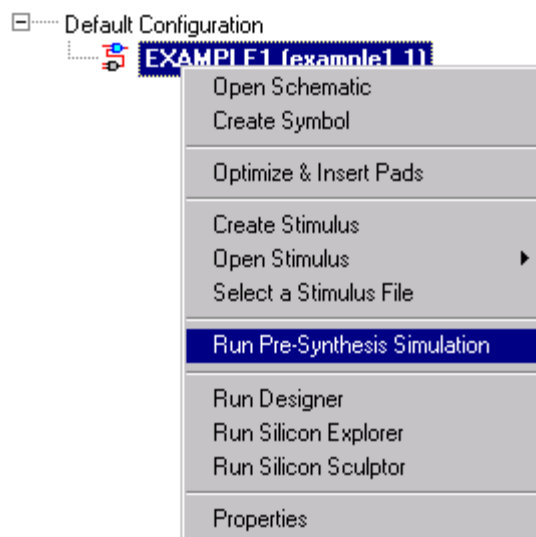 Default Configuration
EXAMPLE1 (example1.1)
Open Schematic
Create Symbol
Optimize & Insert Pads
Create Stimulus
Open Stimulus
Select a Stimulus File
Run Pre-Synthesis Simulation
Run Designer
Run Silicon Explorer
Run Silicon Sculptor
Properties